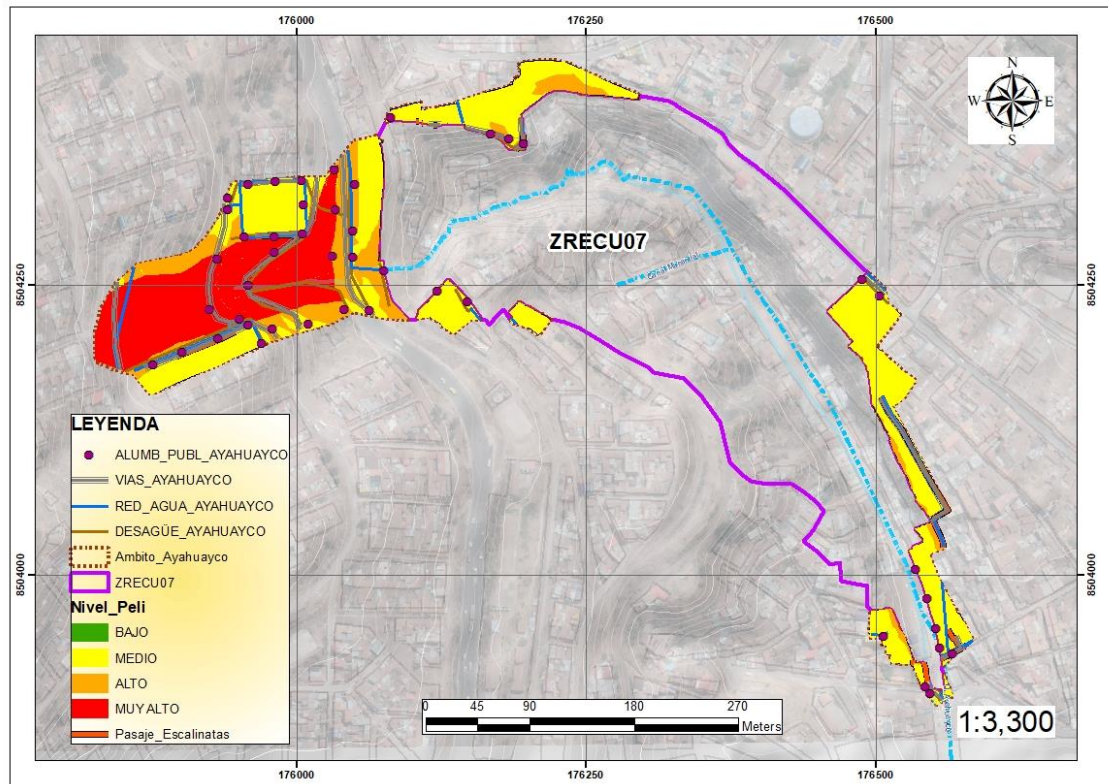 176000 176250 176500
N
W E
S
ZRECU07
8504250 8504250
LEYENDA
ALUMB_PUBL_AYAHUAYCO
VIAS_AYAHUAYCO
RED_AGUA_AYAHUAYCO
DESAGÜE_AYAHUAYCO
Ambito_Ayahuayco
8504000 8504000
ZRECU07
Nivel_Peli
BAJO
MEDIO
ALTO
MUY ALTO
Pasaje_Escalinatas
0 45 90 180 270
Meters
1:3,300
176000 176250 176500